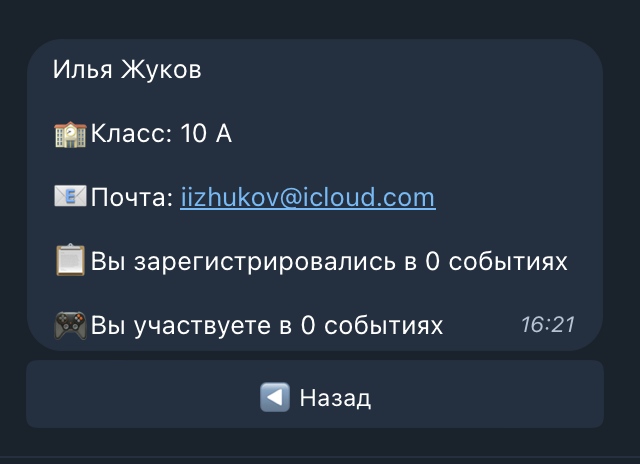 Илья Жуков
🏫Класс: 10 А
📧Почта: iizhukov@icloud.com
📋Вы зарегистрировались в 0 событиях
🎮Вы участвуете в 0 событиях 16:21
◀️ Назад